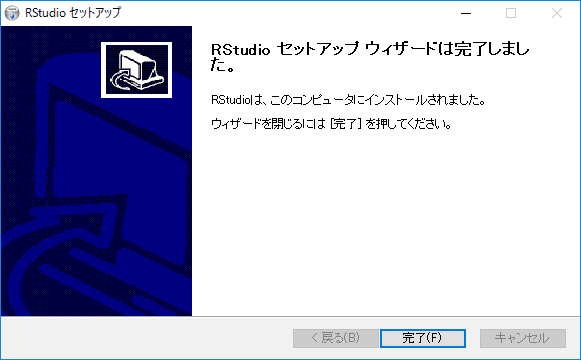 RStudio セットアップ
RStudio セットアップ ウィザードは完了しまし
た。
RStudioは、このコンピュータにインストールされました。
ウィザードを閉じるには [完了] を押してください。
< 戻る(B)
完了(F)
キャンセル